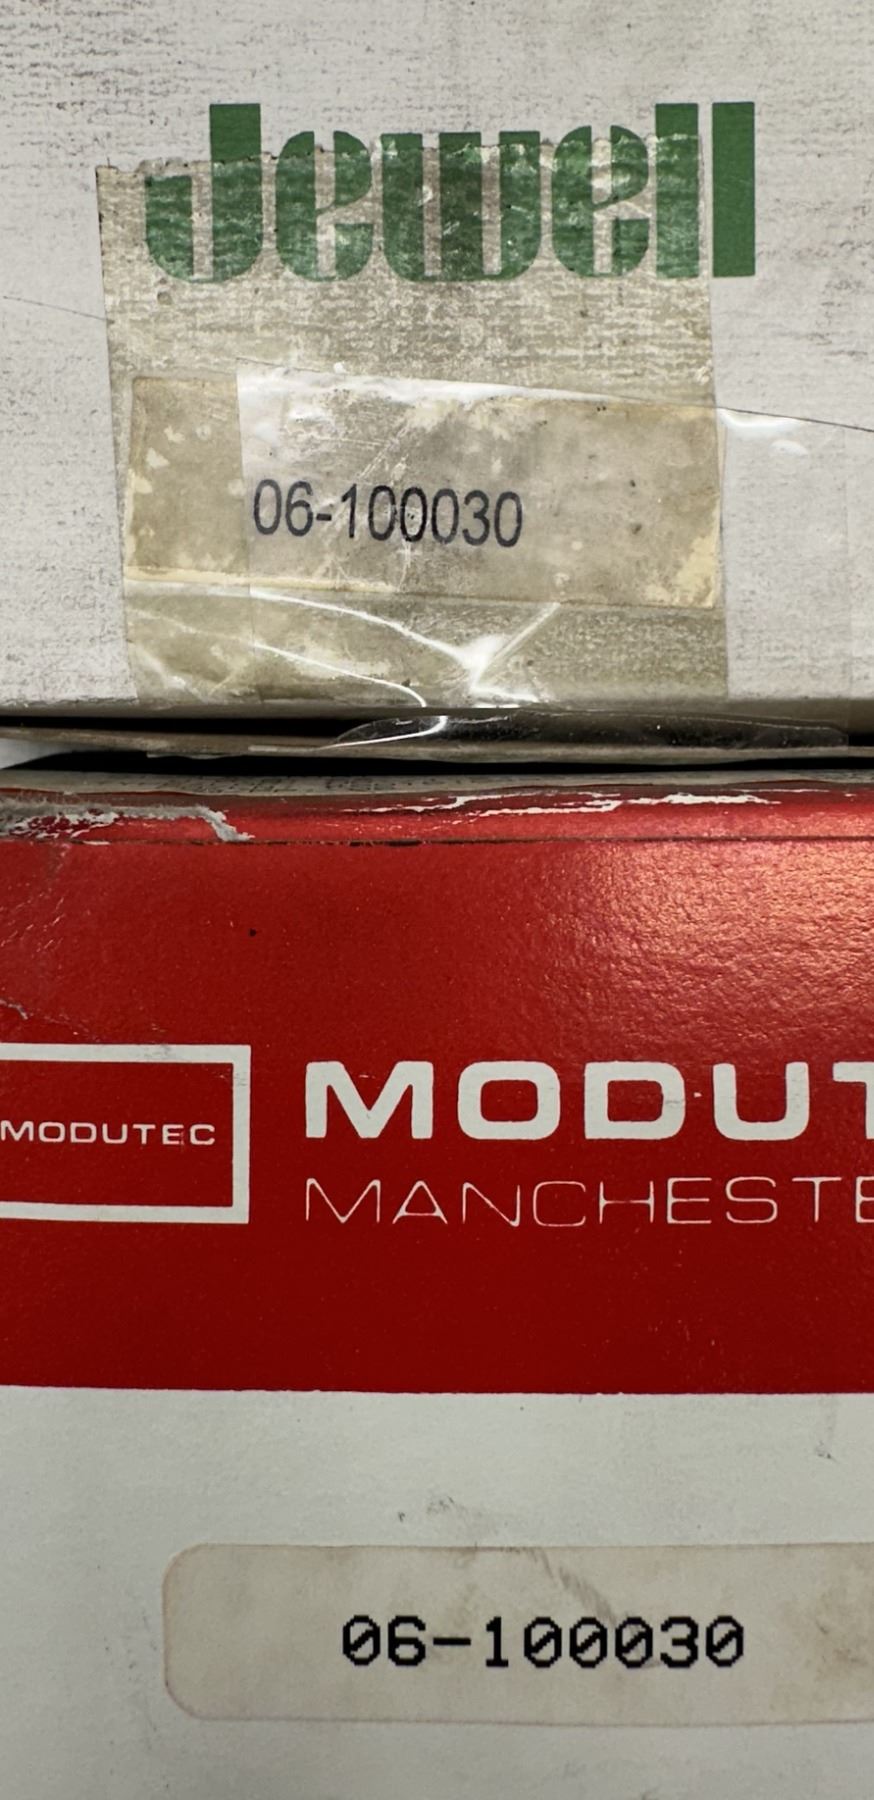 Jewell
06-100030
MODUTEC
MODUT
MANCHESTE
06-100030